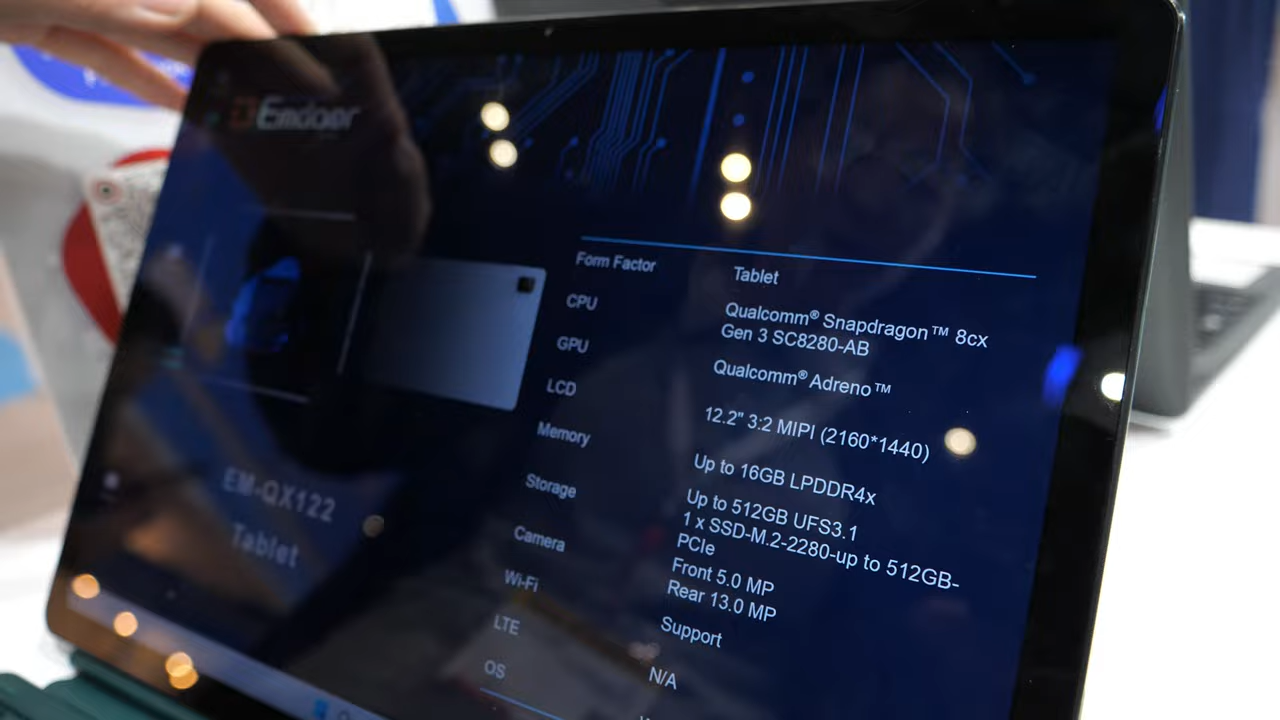 Emdoor
Form Factor Tablet
CPU Qualcomm® Snapdragon™ 8cx
Gen 3 SC8280-AB
GPU Qualcomm® Adreno™
LCD 12.2" 3:2 MIPI (2160*1440)
Memory Up to 16GB LPDDR4x
Storage Up to 512GB UFS3.1
1 x SSD-M.2-2280-up to 512GB-
PCIe
Camera Front 5.0 MP
Rear 13.0 MP
Wi-Fi Support
LTE N/A
OS
EM-QX122
Tablet